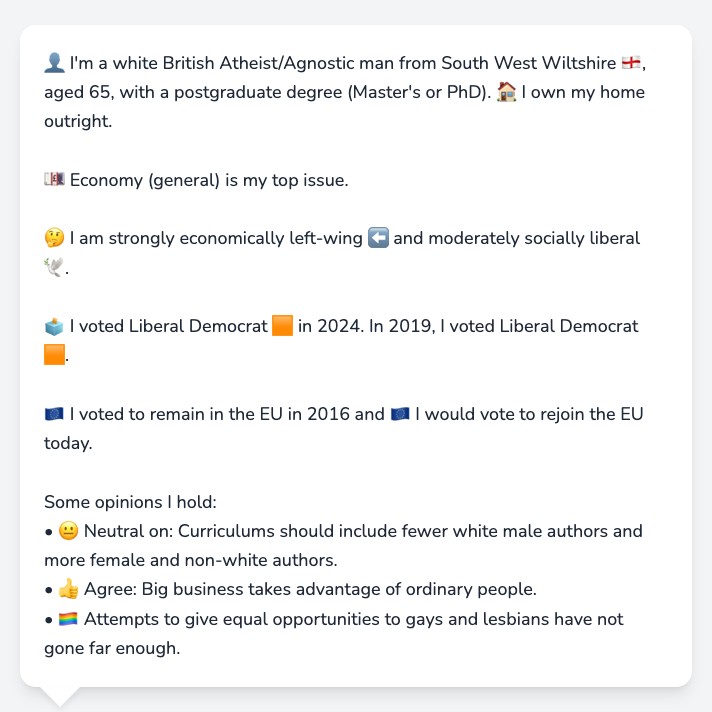 👤 I'm a white British Atheist/Agnostic man from South West Wiltshire 🏴󠁧󠁢󠁥󠁮󠁧󠁿,
aged 65, with a postgraduate degree (Master's or PhD). 🏠 I own my home
outright.
💷 Economy (general) is my top issue.
🤔 I am strongly economically left-wing ⬅️ and moderately socially liberal
🕊️.
🗳️ I voted Liberal Democrat 🟧 in 2024. In 2019, I voted Liberal Democrat
🟧.
🇪🇺 I voted to remain in the EU in 2016 and 🇪🇺 I would vote to rejoin the EU
today.
Some opinions I hold:
• 😐 Neutral on: Curriculums should include fewer white male authors and
more female and non-white authors.
• 👍 Agree: Big business takes advantage of ordinary people.
• 🏳️‍🌈 Attempts to give equal opportunities to gays and lesbians have not
gone far enough.